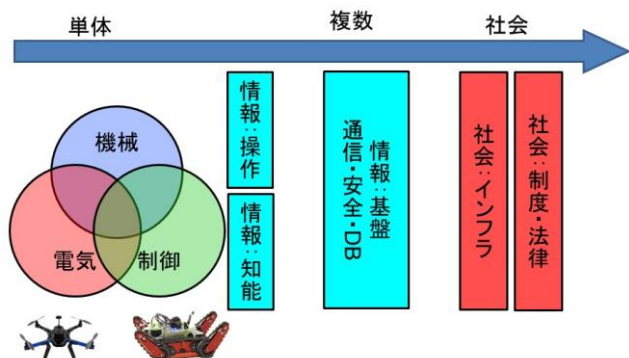 単体
複数
社会
機械
電気
制御
情報：操作
情報：知能
情報：基盤
通信・安全・DB
社会：インフラ
社会：制度・法律